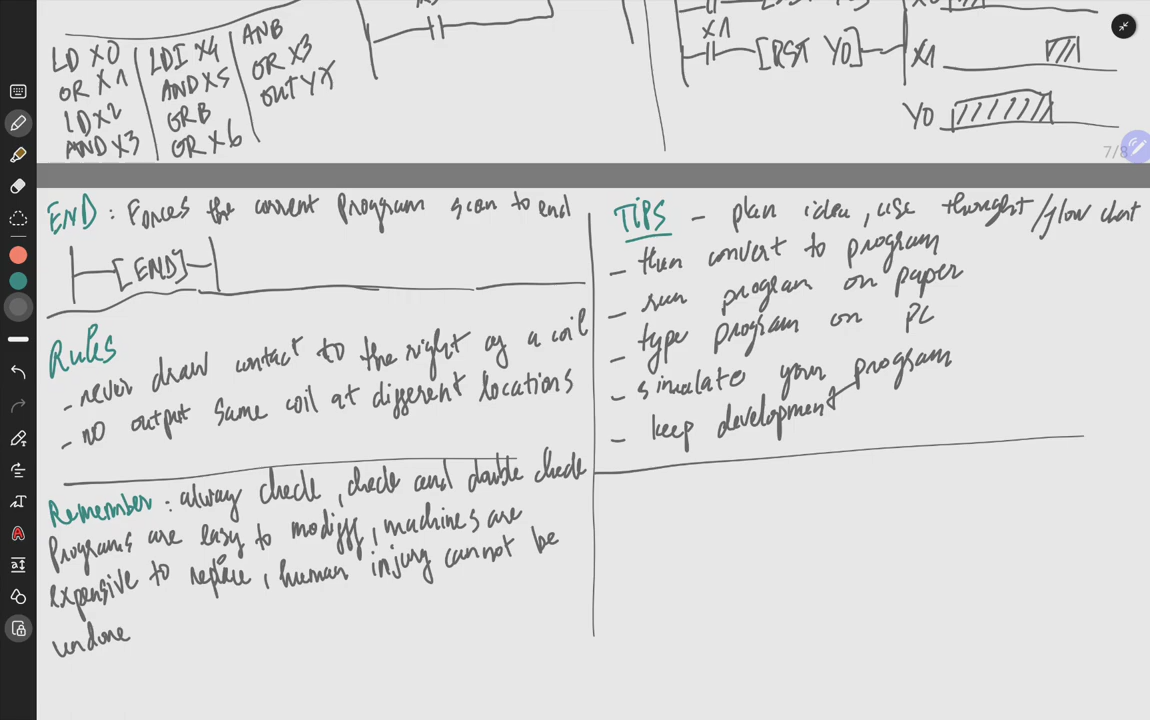 LD X0
OR X1
LD X2
AND X3
LDI X4
AND X5
ORB
OR X6
ANB
OR X3
OUT Y7
X1
[RST Y0]
X1
Y0
7/8
END : Forces the current Program scan to end
[END]
Rules
- never draw contact to the right of a coil
- NO output same coil at different locations
Remember : alway check, check and double check
Programs are easy to modify, machines are
expensive to replace, human injury cannot be
undone
TIPS - plan idea, use thought/flow chart
- then convert to program
- run program on paper
- type program on PC
- simulate your program
- keep development